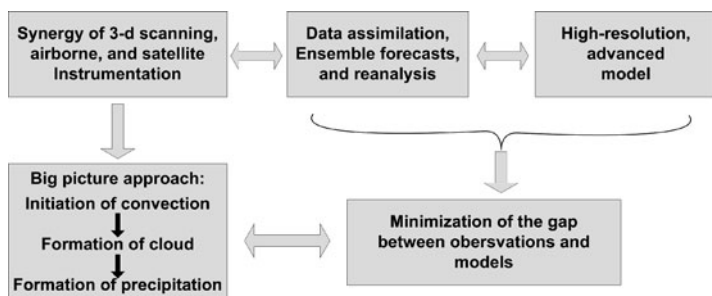 Synergy of 3-d scanning,
airborne, and satellite
Instrumentation
Data assimilation,
Ensemble forecasts,
and reanalysis
High-resolution,
advanced
model
Big picture approach:
Initiation of convection
Formation of cloud
Formation of precipitation
Minimization of the gap
between obersvations and
models